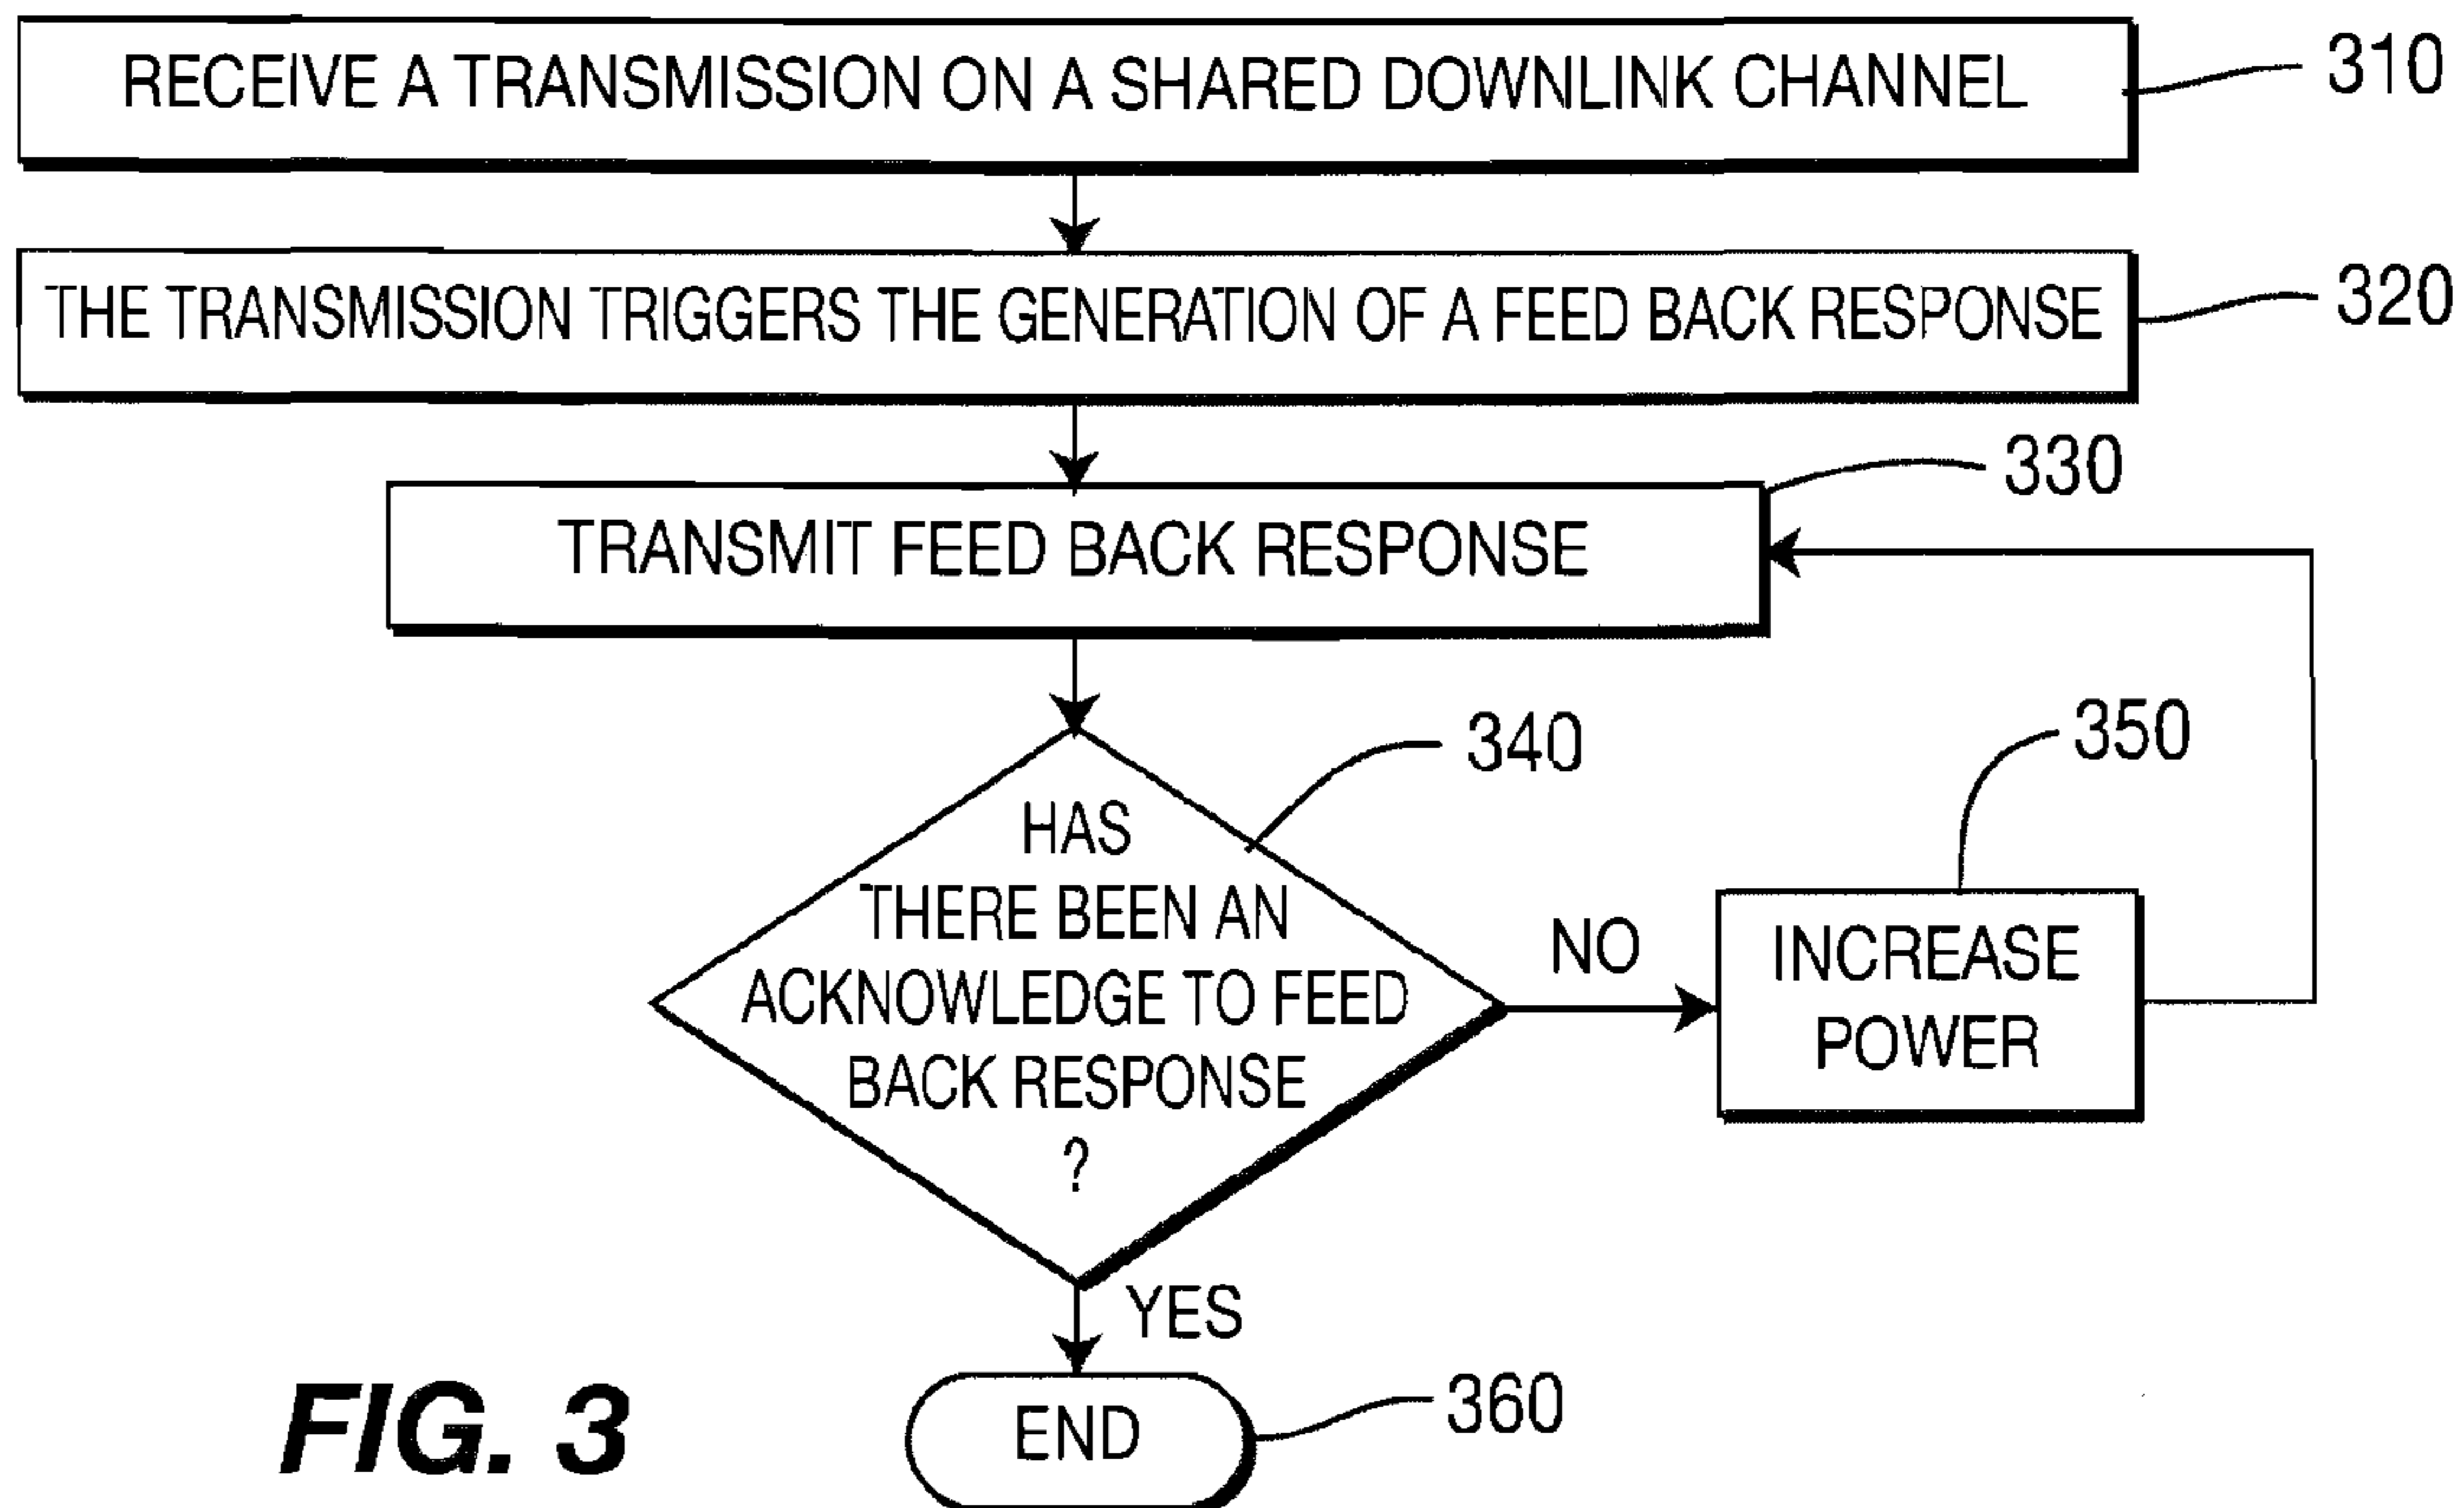 RECEIVE A TRANSMISSION ON A SHARED DOWNLINK CHANNEL
310
THE TRANSMISSION TRIGGERS THE GENERATION OF A FEED BACK RESPONSE
320
330
TRANSMIT FEED BACK RESPONSE
340
350
HAS
THERE BEEN AN
ACKNOWLEDGE TO FEED
BACK RESPONSE
?
NO
INCREASE
POWER
YES
END
360
FIG. 3